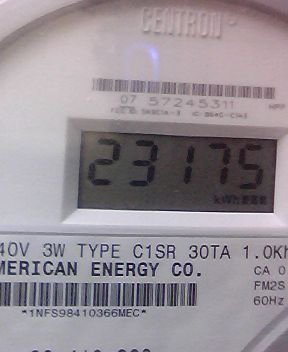 CENTRON
07 57245311
23175
kWh
40V 3W TYPE C1SR 30TA 1.0Kh
MERICAN ENERGY CO.
CA 0
FM2S
60Hz
*1NFS98410366MEC*